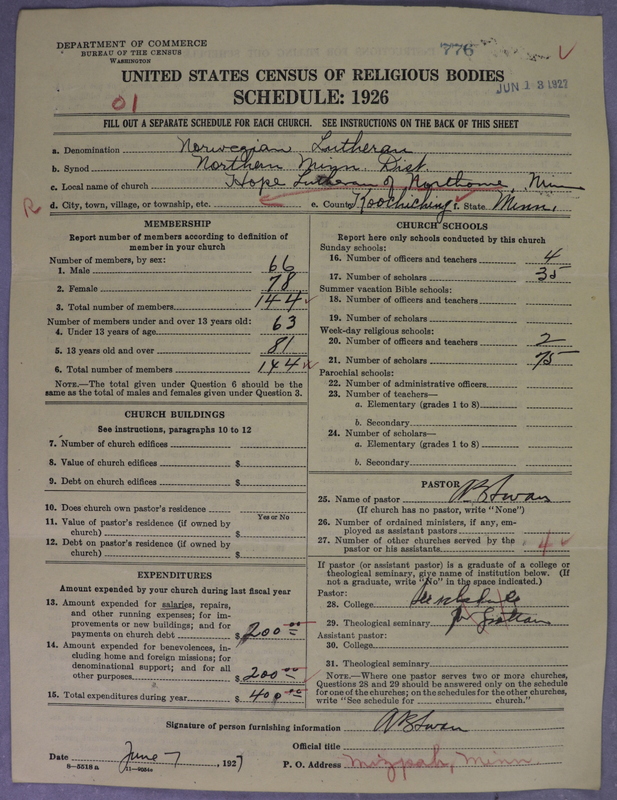 DEPARTMENT OF COMMERCE
BUREAU OF THE CENSUS
WASHINGTON
776
JUN 13 1927
UNITED STATES CENSUS OF RELIGIOUS BODIES
01
SCHEDULE: 1926
FILL OUT A SEPARATE SCHEDULE FOR EACH CHURCH. SEE INSTRUCTIONS ON THE BACK OF THIS SHEET
a. Denomination Norwegian Lutheran
b. Synod Northern Minn. Dist.
c. Local name of church Hope Lutheran of Northome, Minn
R d. City, town, village, or township, etc. e. County Koochiching f. State Minn.
MEMBERSHIP
Report number of members according to definition of member in your church
Number of members, by sex:
1. Male 66
2. Female 78
3. Total number of members 144
Number of members under and over 13 years old:
4. Under 13 years of age 63
5. 13 years old and over 81
6. Total number of members 144
NOTE.—The total given under Question 6 should be
same as the total of males and females given under Question 3.
CHURCH BUILDINGS
See instructions, paragraphs 10 to 12
7. Number of church edifices
8. Value of church edifices $
9. Debt on church edifices $
10. Does church own pastor's residence
Yes or No
11. Value of pastor's residence (if owned by
church) $
12. Debt on pastor's residence (if owned by
church) $
EXPENDITURES
Amount expended by your church during last fiscal year
13. Amount expended for salaries, repairs,
and other running expenses; for im-
provements or new buildings; and for
payments on church debt $ 200.00
14. Amount expended for benevolences, in-
cluding home and foreign missions; for
denominational support; and for all
other purposes $ 200.00
15. Total expenditures during year $ 400.00
CHURCH SCHOOLS
Report here only schools conducted by this church
Sunday schools:
16. Number of officers and teachers 4
17. Number of scholars 35
Summer vacation Bible schools:
18. Number of officers and teachers
19. Number of scholars
Week-day religious schools:
20. Number of officers and teachers 2
21. Number of scholars 75
Parochial schools:
22. Number of administrative officers
23. Number of teachers—
a. Elementary (grades 1 to 8)
b. Secondary
24. Number of scholars—
a. Elementary (grades 1 to 8)
b. Secondary
PASTOR
25. Name of pastor Swan
(If church has no pastor, write "None")
26. Number of ordained ministers, if any, em-
ployed as assistant pastors
27. Number of other churches served by the
pastor or his assistants 4
If pastor (or assistant pastor) is a graduate of a college or
theological seminary, give name of institution below. (If
not a graduate, write "No" in the space indicated.)
Pastor:
28. College
29. Theological seminary
Assistant pastor:
30. College
31. Theological seminary
NOTE.—Where one pastor serves two or more churches,
Questions 28 and 29 should be answered only on the schedule
for one of the churches; on the schedules for the other churches,
write "See schedule for church."
Signature of person furnishing information Swan
Official title
Date June 7, 1927
P. O. Address Mizpah, Minn.
8—5518a